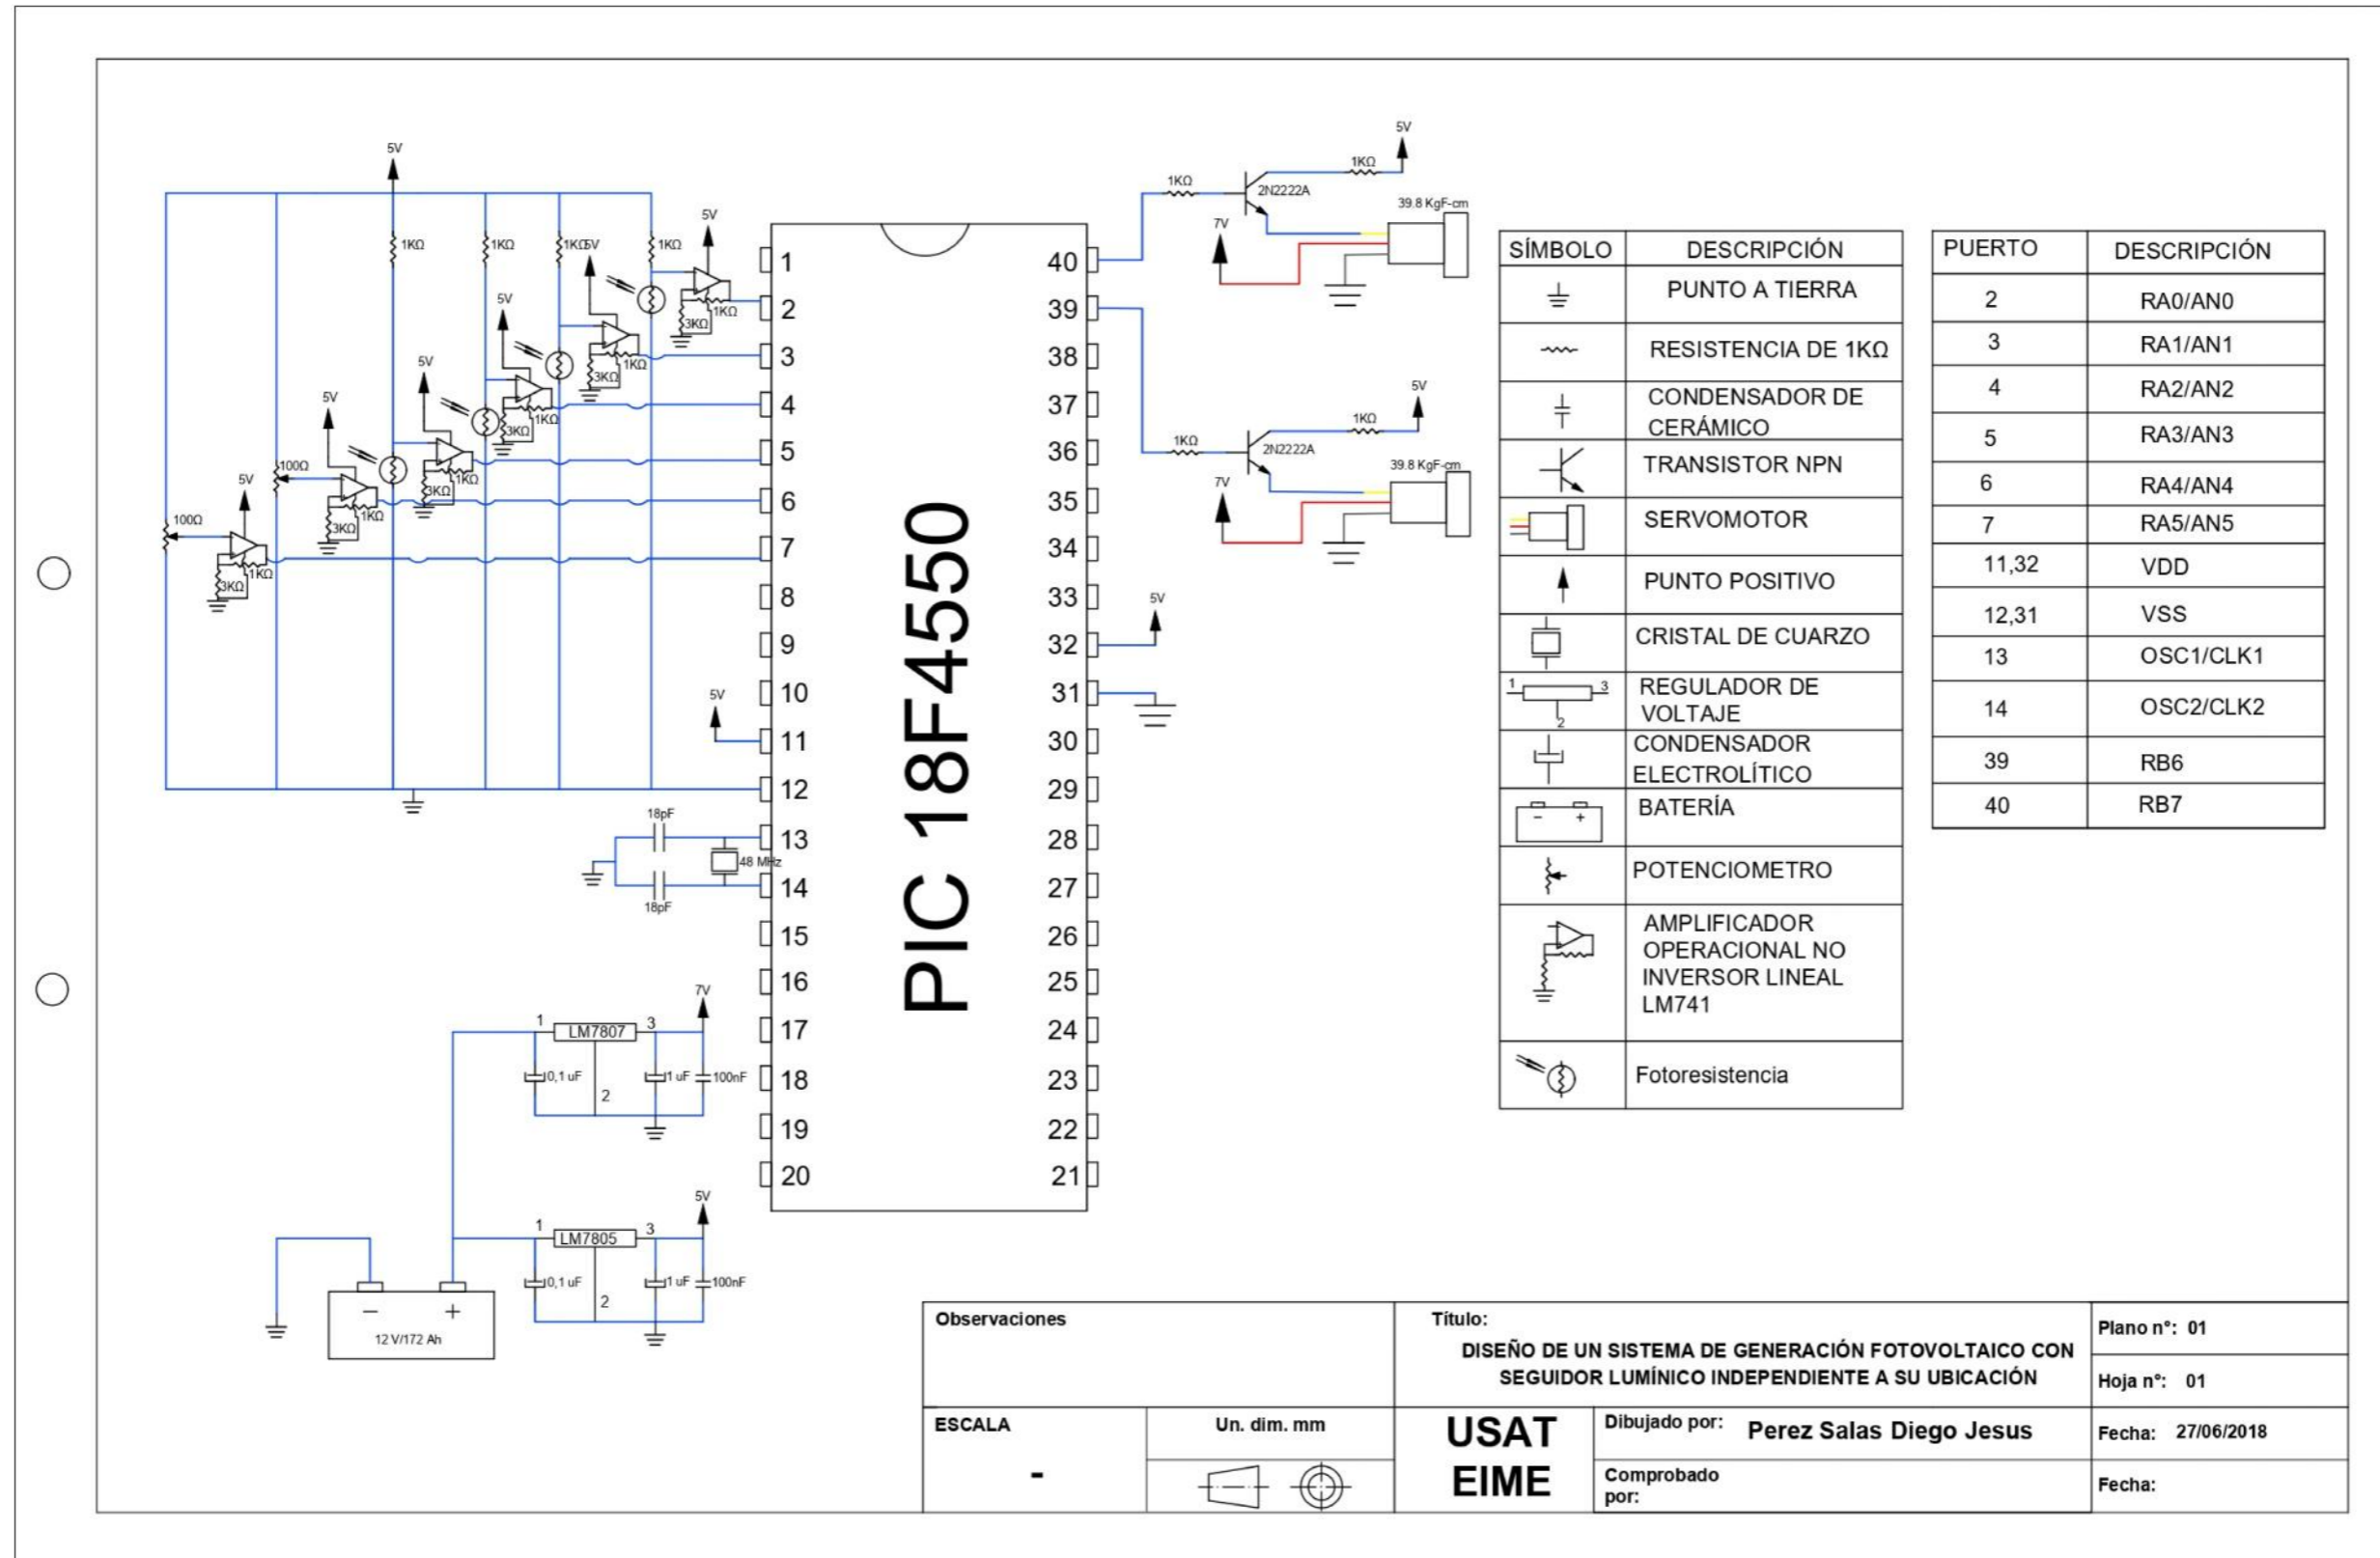 5V
1KΩ
1KΩ
1KΩ
5V
1KΩ
5V
3KΩ
1KΩ
5V
3KΩ
1KΩ
5V
3KΩ
1KΩ
100Ω
5V
3KΩ
1KΩ
100Ω
5V
3KΩ
1KΩ
3KΩ
1KΩ
5V
18pF
48 MHz
18pF
PIC 18F4550
1
2
3
4
5
6
7
8
9
10
11
12
13
14
15
16
17
18
19
20
40
39
38
37
36
35
34
33
32
31
30
29
28
27
26
25
24
23
22
21
1KΩ
2N2222A
1KΩ
5V
7V
39.8 KgF-cm
1KΩ
2N2222A
1KΩ
5V
7V
39.8 KgF-cm
5V
7V
1
LM7807
3
0,1 uF
2
1 uF
100nF
5V
1
LM7805
3
0,1 uF
2
1 uF
100nF
12 V/172 Ah
SÍMBOLO DESCRIPCIÓN
PUNTO A TIERRA
RESISTENCIA DE 1KΩ
CONDENSADOR DE
CERÁMICO
TRANSISTOR NPN
SERVOMOTOR
PUNTO POSITIVO
CRISTAL DE CUARZO
1 3
2
REGULADOR DE
VOLTAJE
CONDENSADOR
ELECTROLÍTICO
BATERÍA
POTENCIOMETRO
AMPLIFICADOR
OPERACIONAL NO
INVERSOR LINEAL
LM741
Fotoresistencia
PUERTO DESCRIPCIÓN
2 RA0/AN0
3 RA1/AN1
4 RA2/AN2
5 RA3/AN3
6 RA4/AN4
7 RA5/AN5
11,32 VDD
12,31 VSS
13 OSC1/CLK1
14 OSC2/CLK2
39 RB6
40 RB7
Observaciones
Título:
DISEÑO DE UN SISTEMA DE GENERACIÓN FOTOVOLTAICO CON
SEGUIDOR LUMÍNICO INDEPENDIENTE A SU UBICACIÓN
Plano n°: 01
Hoja n°: 01
ESCALA
-
Un. dim. mm
USAT
EIME
Dibujado por: Perez Salas Diego Jesus
Fecha: 27/06/2018
Comprobado
por:
Fecha: